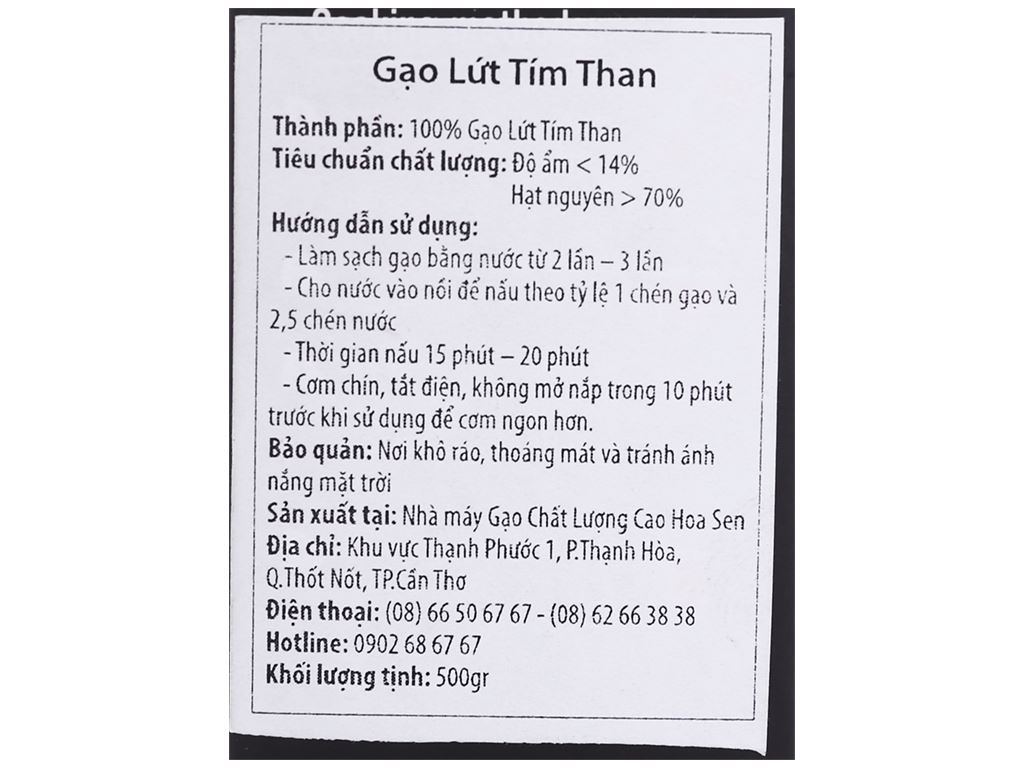 Gạo Lứt Tím Than
Thành phần: 100% Gạo Lứt Tím Than
Tiêu chuẩn chất lượng: Độ ẩm < 14%
Hạt nguyên > 70%
Hướng dẫn sử dụng:
- Làm sạch gạo bằng nước từ 2 lần – 3 lần
- Cho nước vào nồi để nấu theo tỷ lệ 1 chén gạo và
2,5 chén nước
- Thời gian nấu 15 phút – 20 phút
- Cơm chín, tắt điện, không mở nắp trong 10 phút
trước khi sử dụng để cơm ngon hơn.
Bảo quản: Nơi khô ráo, thoáng mát và tránh ánh
nắng mặt trời
Sản xuất tại: Nhà máy Gạo Chất Lượng Cao Hoa Sen
Địa chỉ: Khu vực Thạnh Phước 1, P.Thạnh Hòa,
Q.Thốt Nốt, TP.Cần Thơ
Điện thoại: (08) 66 50 67 67 - (08) 62 66 38 38
Hotline: 0902 68 67 67
Khối lượng tịnh: 500gr